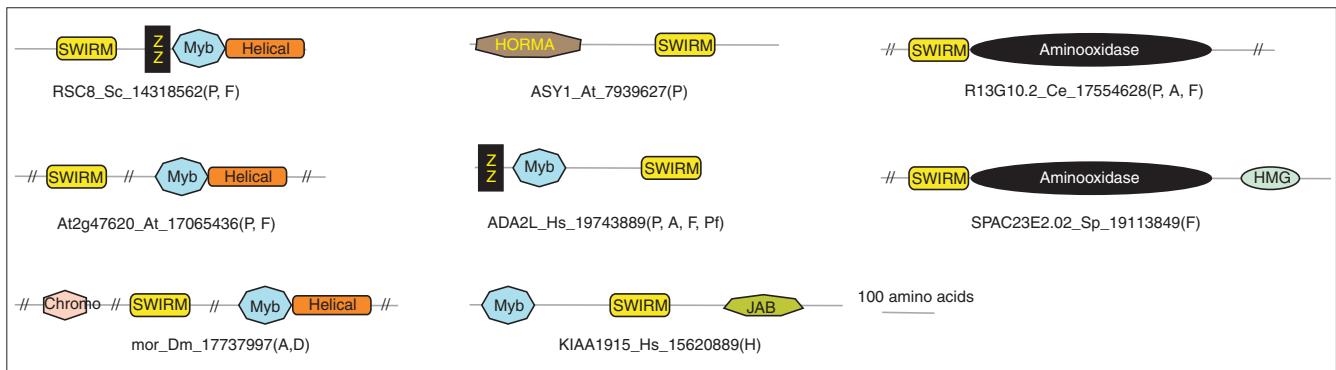 SWIRM Z Z Myb Helical
RSC8_Sc_14318562(P, F)
HORMA SWIRM
ASY1_At_7939627(P)
SWIRM Aminooxidase
R13G10.2_Ce_17554628(P, A, F)
SWIRM Myb Helical
At2g47620_At_17065436(P, F)
Z Z Myb SWIRM
ADA2L_Hs_19743889(P, A, F, Pf)
SWIRM Aminooxidase HMG
SPAC23E2.02_Sp_19113849(F)
Chromo SWIRM Myb Helical
mor_Dm_17737997(A,D)
Myb SWIRM JAB
KIAA1915_Hs_15620889(H)
100 amino acids